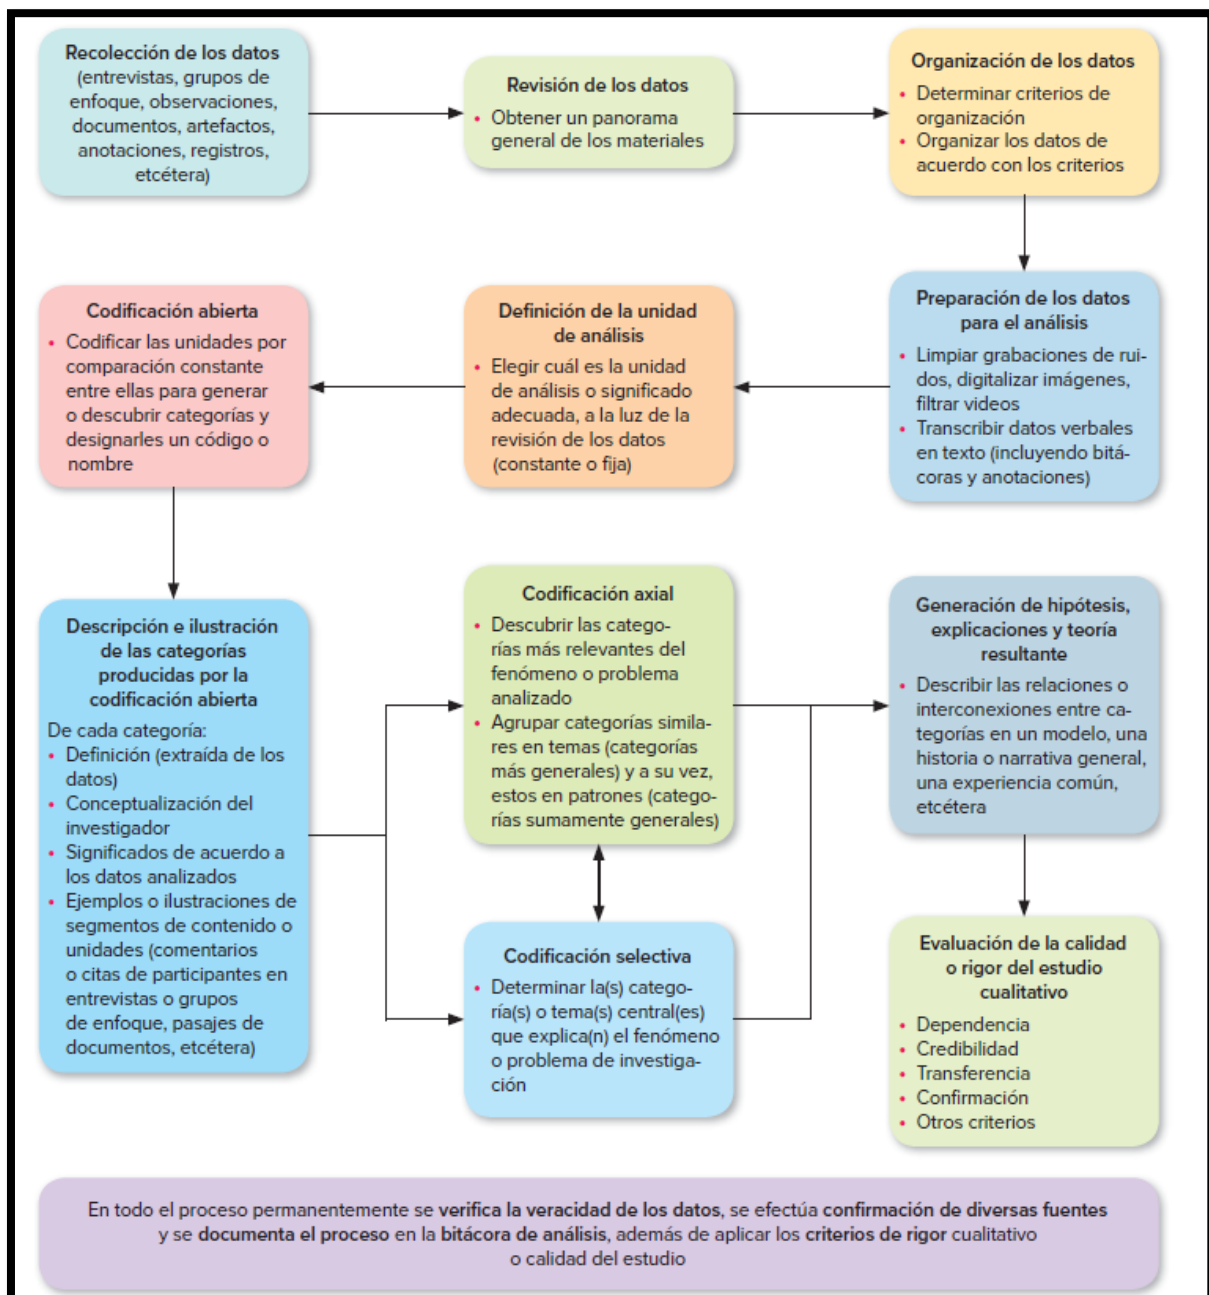 Recolección de los datos
(entrevistas, grupos de
enfoque, observaciones,
documentos, artefactos,
anotaciones, registros,
etcétera)
Revisión de los datos
• Obtener un panorama
general de los materiales
Organización de los datos
• Determinar criterios de
organización
• Organizar los datos de
acuerdo con los criterios
Preparación de los datos
para el análisis
• Limpiar grabaciones de rui-
dos, digitalizar imágenes,
filtrar videos
• Transcribir datos verbales
en texto (incluyendo bitá-
coras y anotaciones)
Definición de la unidad
de análisis
• Elegir cuál es la unidad
de análisis o significado
adecuada, a la luz de la
revisión de los datos
(constante o fija)
Codificación abierta
• Codificar las unidades por
comparación constante
entre ellas para generar
o descubrir categorías y
designarles un código o
nombre
Descripción e ilustración
de las categorías
producidas por la
codificación abierta
De cada categoría:
• Definición (extraída de los
datos)
• Conceptualización del
investigador
• Significados de acuerdo a
los datos analizados
• Ejemplos o ilustraciones de
segmentos de contenido o
unidades (comentarios
o citas de participantes en
entrevistas o grupos
de enfoque, pasajes de
documentos, etcétera)
Codificación axial
• Descubrir las catego-
rías más relevantes del
fenómeno o problema
analizado
• Agrupar categorías simila-
res en temas (categorías
más generales) y a su vez,
estos en patrones (catego-
rías sumamente generales)
Codificación selectiva
• Determinar la(s) catego-
ría(s) o tema(s) central(es)
que explica(n) el fenómeno
o problema de investiga-
ción
Generación de hipótesis,
explicaciones y teoría
resultante
• Describir las relaciones o
interconexiones entre ca-
tegorías en un modelo, una
historia o narrativa general,
una experiencia común,
etcétera
Evaluación de la calidad
o rigor del estudio
cualitativo
• Dependencia
• Credibilidad
• Transferencia
• Confirmación
• Otros criterios
En todo el proceso permanentemente se verifica la veracidad de los datos, se efectúa confirmación de diversas fuentes
y se documenta el proceso en la bitácora de análisis, además de aplicar los criterios de rigor cualitativo
o calidad del estudio